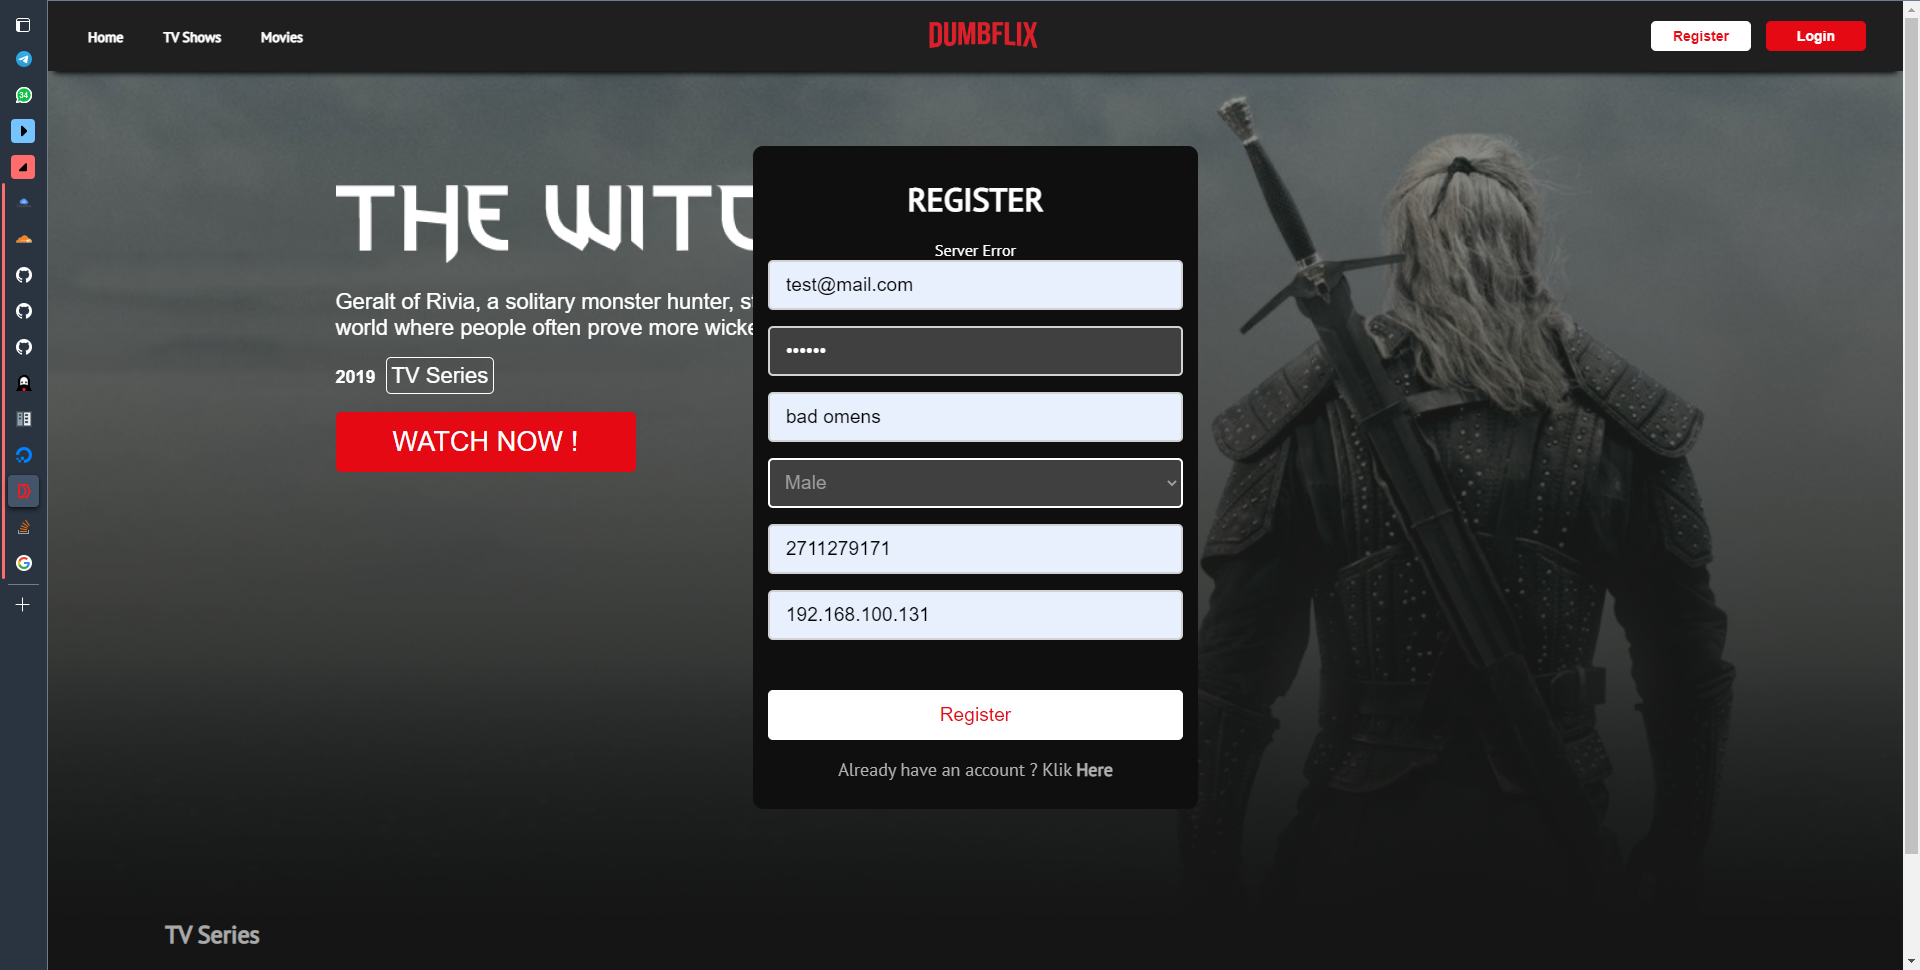 Home
TV Shows
Movies
DUMBFLIX
Register
Login
34
THE WITC
Geralt of Rivia, a solitary monster hunter, st
world where people often prove more wicke
2019
TV Series
WATCH NOW !
REGISTER
Server Error
test@mail.com
••••••
bad omens
Male
2711279171
192.168.100.131
Register
Already have an account ? Klik Here
TV Series